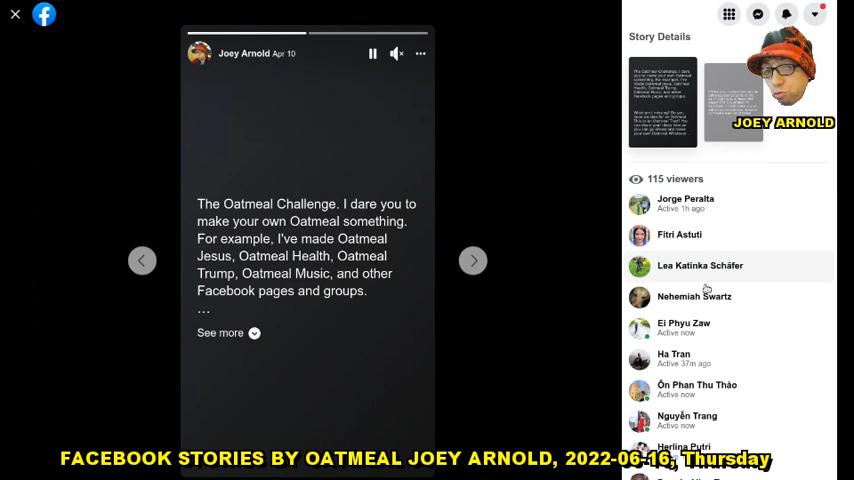 Joey Arnold Apr 10
The Oatmeal Challenge. I dare you to
make your own Oatmeal something.
For example, I've made Oatmeal
Jesus, Oatmeal Health, Oatmeal
Trump, Oatmeal Music, and other
Facebook pages and groups.
...
See more
Story Details
JOEY ARNOLD
115 viewers
Jorge Peralta
Active 1h ago
Fitri Astuti
Lea Katinka Schäfer
Nehemiah Swartz
Ei Phyu Zaw
Active now
Ha Tran
Active 37m ago
Ôn Phan Thu Thảo
Active now
Nguyễn Trang
Active now
Herlina Putri
FACEBOOK STORIES BY OATMEAL JOEY ARNOLD, 2022-06-16, Thursday